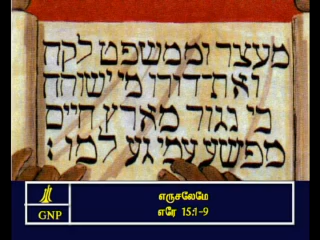 מעצר וממשפט לקח
ואת דורו מי ישוחח
כי נגזר מארץ חיים
מפשע עמי נגע למו:
எருசலேமே
எரே 15:1-9
GNP